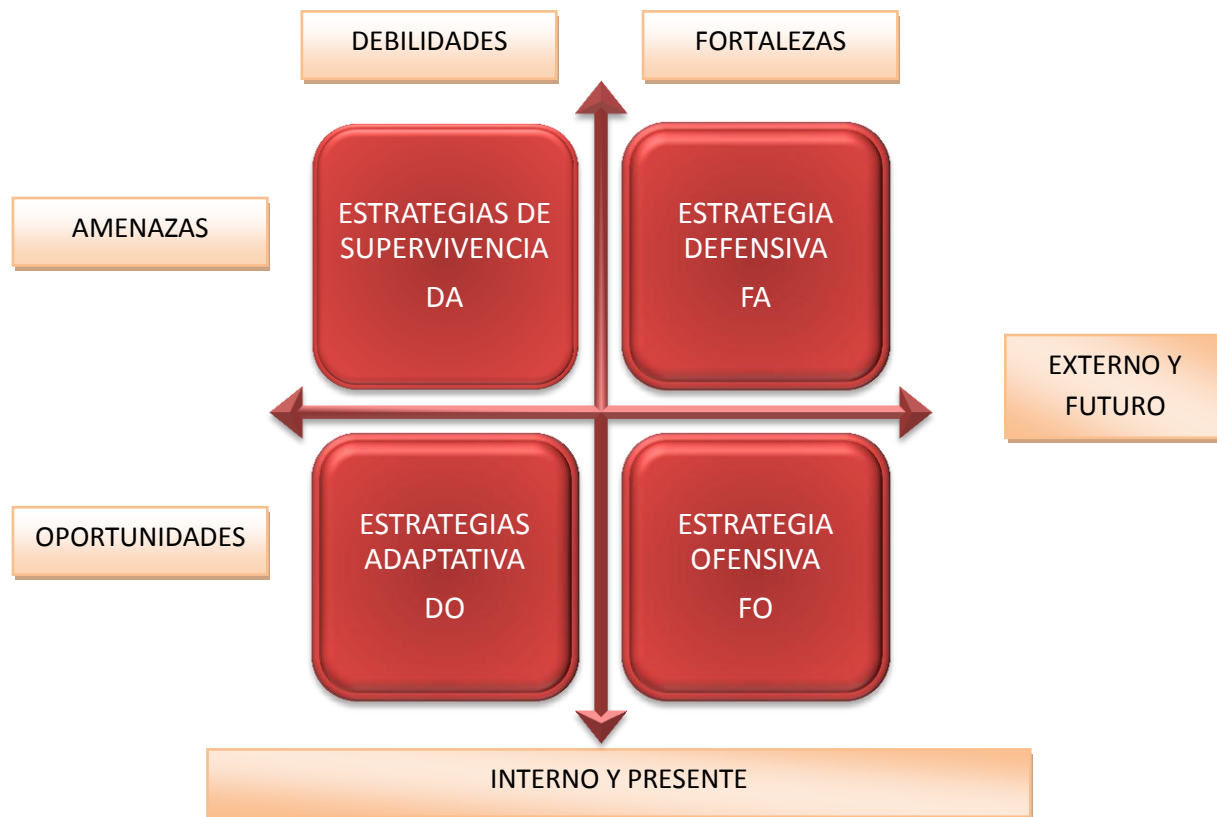 DEBILIDADES
FORTALEZAS
AMENAZAS
ESTRATEGIAS DE
SUPERVIVENCIA
DA
ESTRATEGIA
DEFENSIVA
FA
EXTERNO Y
FUTURO
OPORTUNIDADES
ESTRATEGIAS
ADAPTATIVA
DO
ESTRATEGIA
OFENSIVA
FO
INTERNO Y PRESENTE